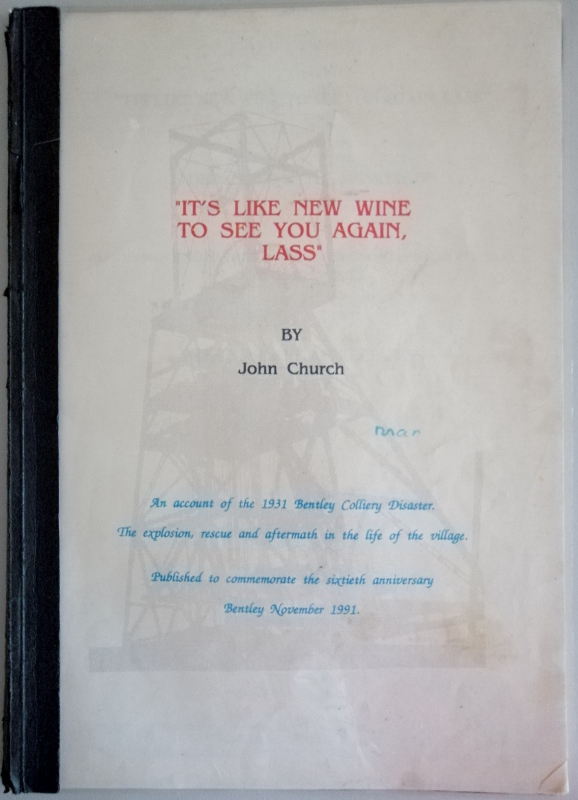 "IT'S LIKE NEW WINE
TO SEE YOU AGAIN,
LASS"
BY
John Church
mar
An account of the 1931 Bentley Colliery Disaster.
The explosion, rescue and aftermath in the life of the village.
Published to commemorate the sixtieth anniversary
Bentley November 1991.